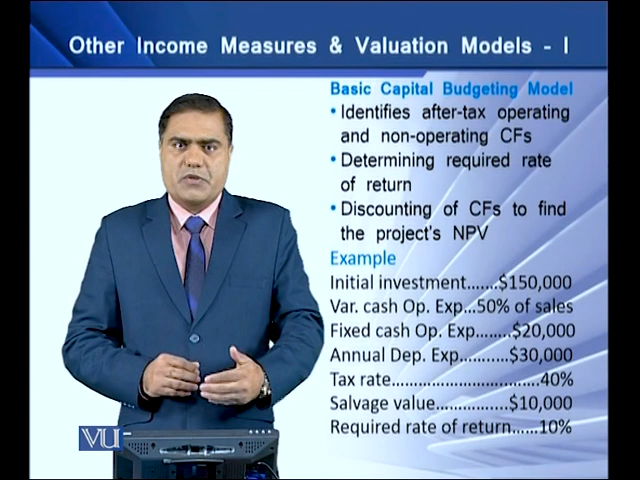 Other Income Measures & Valuation Models - I
Basic Capital Budgeting Model
• Identifies after-tax operating
and non-operating CFs
• Determining required rate
of return
• Discounting of CFs to find
the project's NPV
Example
Initial investment.......$150,000
Var. cash Op. Exp...50% of sales
Fixed cash Op. Exp........$20,000
Annual Dep. Exp...........$30,000
Tax rate................................40%
Salvage value................$10,000
Required rate of return......10%
VU